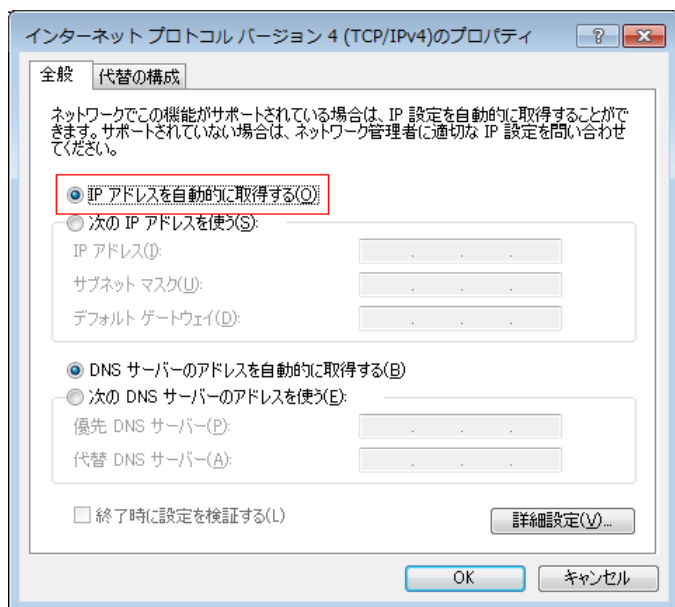 インターネット プロトコル バージョン 4 (TCP/IPv4)のプロパティ
全般
代替の構成
ネットワークでこの機能がサポートされている場合は、IP 設定を自動的に取得することがで
きます。サポートされていない場合は、ネットワーク管理者に適切な IP 設定を問い合わせ
てください。
IP アドレスを自動的に取得する(O)
次の IP アドレスを使う(S):
IP アドレス(I):
サブネット マスク(U):
デフォルト ゲートウェイ(D):
DNS サーバーのアドレスを自動的に取得する(B)
次の DNS サーバーのアドレスを使う(E):
優先 DNS サーバー(P):
代替 DNS サーバー(A):
終了時に設定を検証する(L)
詳細設定(V)...
OK
キャンセル